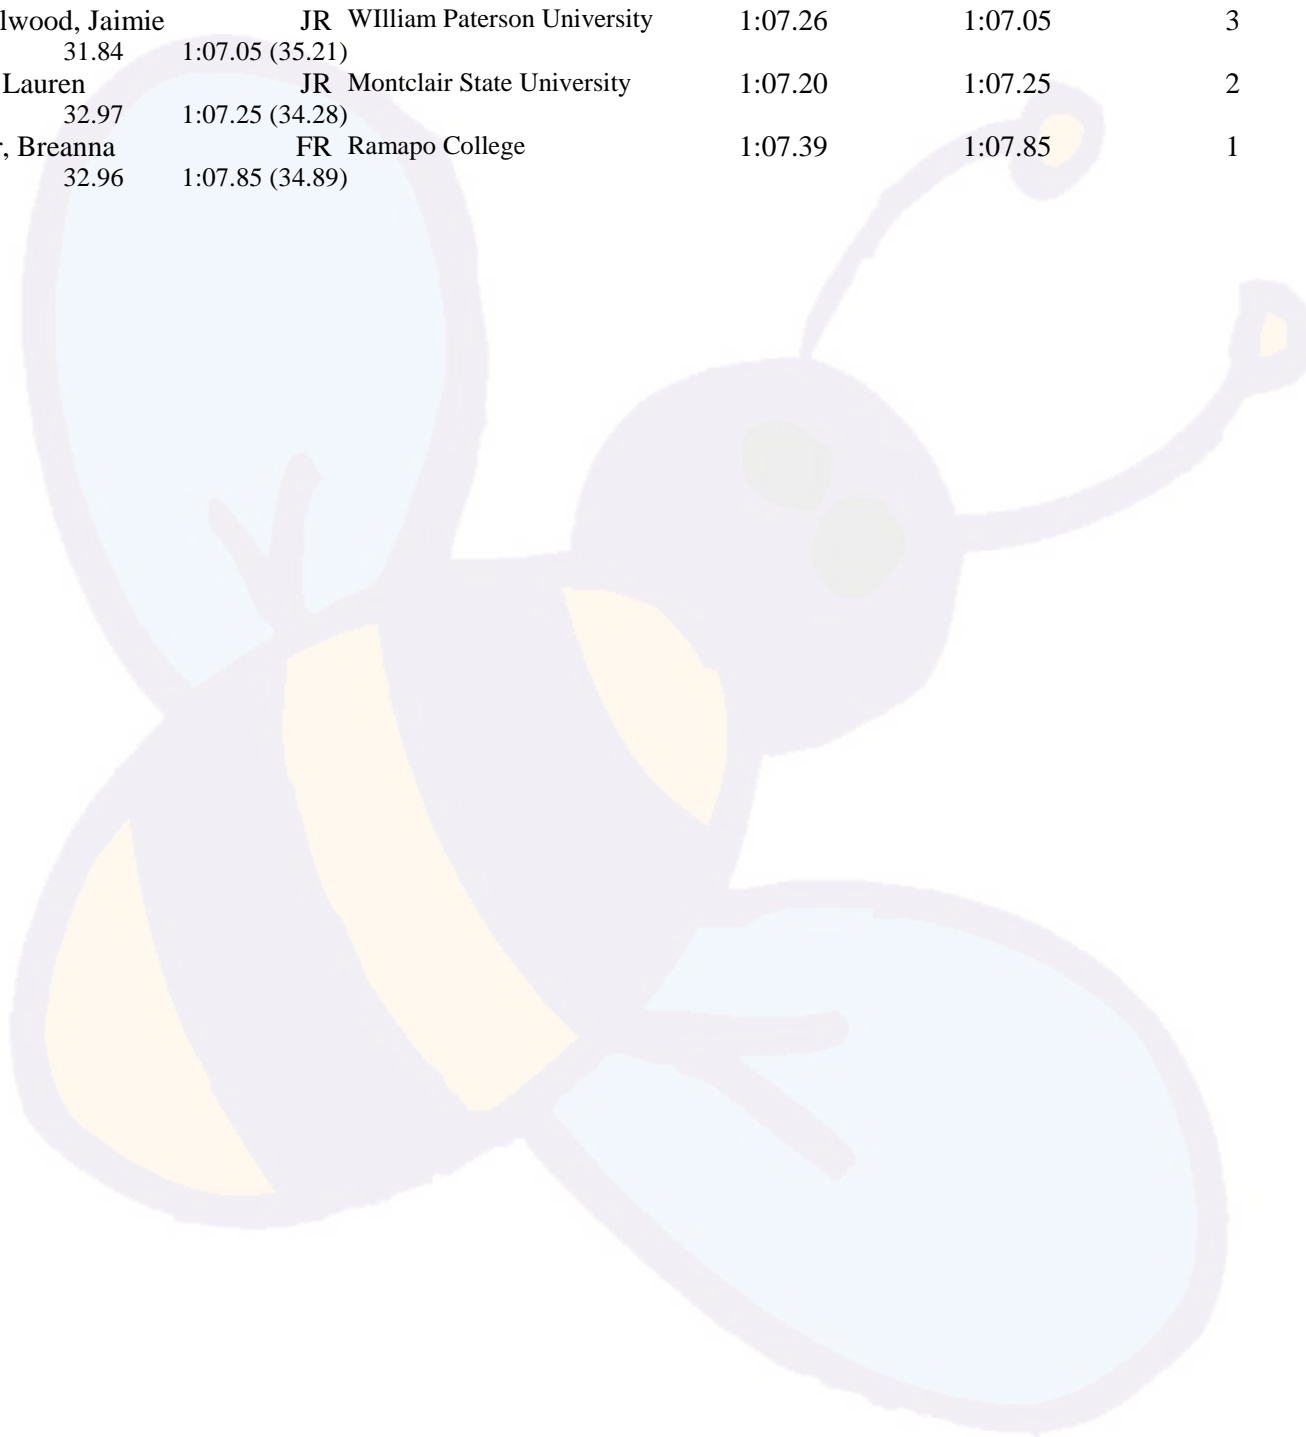 lwood, Jaimie JR WIlliam Paterson University 1:07.26 1:07.05 3
31.84 1:07.05 (35.21)
Lauren JR Montclair State University 1:07.20 1:07.25 2
32.97 1:07.25 (34.28)
, Breanna FR Ramapo College 1:07.39 1:07.85 1
32.96 1:07.85 (34.89)